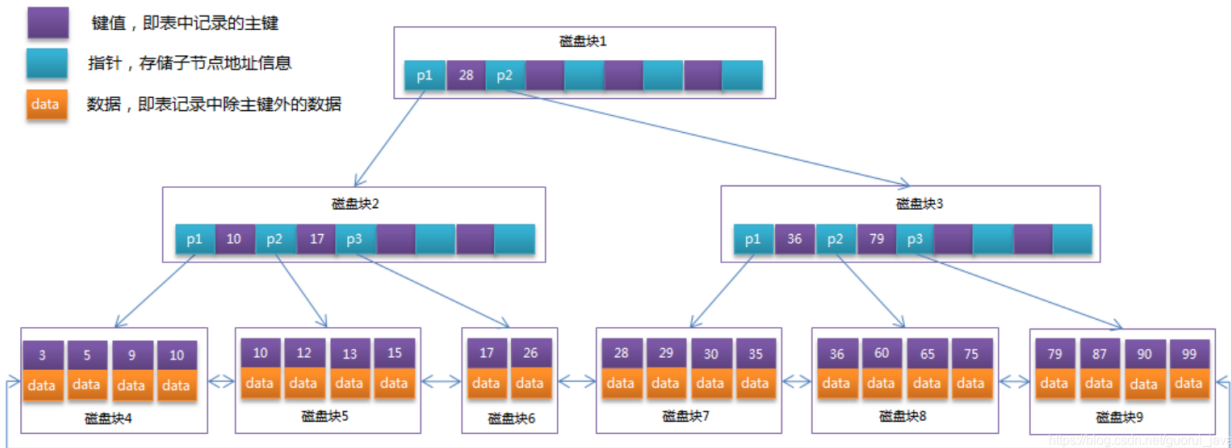 键值，即表中记录的主键
指针，存储子节点地址信息
data 数据，即表记录中除主键外的数据
磁盘块1
p1 28 p2
磁盘块2
p1 10 p2 17 p3
磁盘块3
p1 36 p2 79 p3
3 5 9 10
data data data data
磁盘块4
10 12 13 15
data data data data
磁盘块5
17 26
data data
磁盘块6
28 29 30 35
data data data data
磁盘块7
36 60 65 75
data data data data
磁盘块8
79 87 90 99
data data data data
磁盘块9